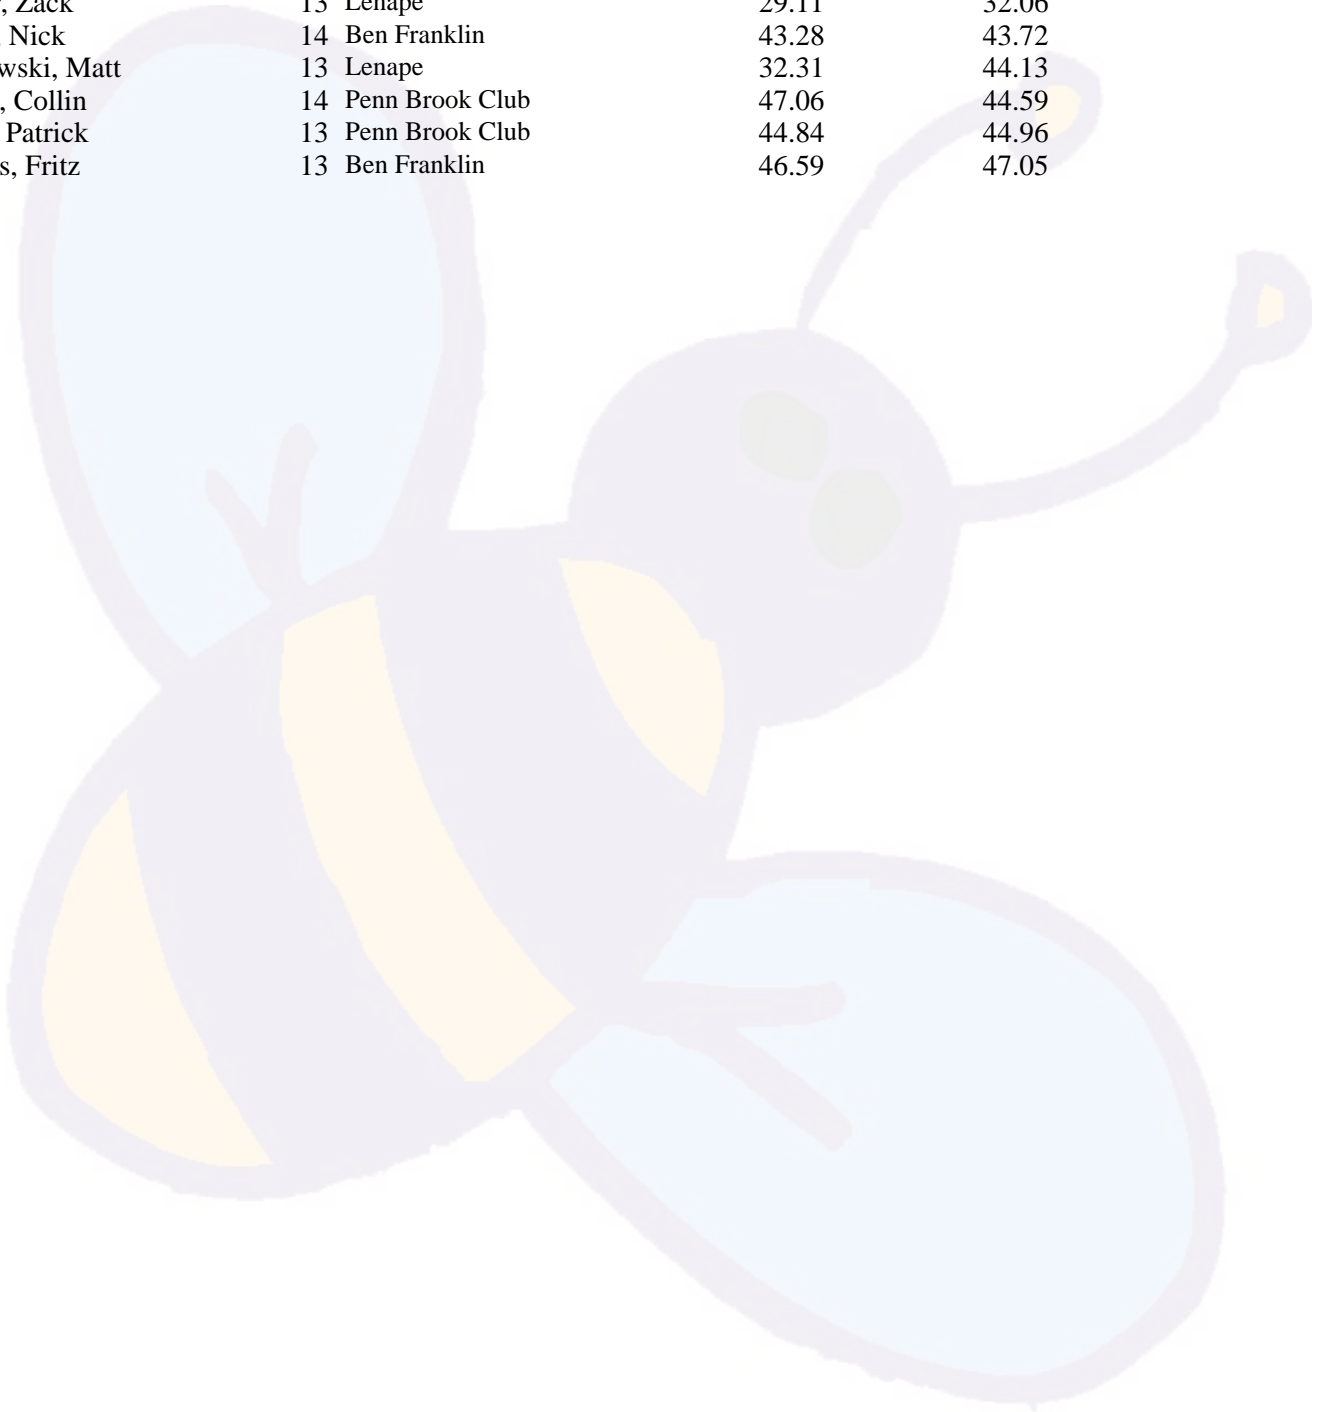 , Zack 13 Lenape 29.11 32.06
, Nick 14 Ben Franklin 43.28 43.72
wski, Matt 13 Lenape 32.31 44.13
, Collin 14 Penn Brook Club 47.06 44.59
Patrick 13 Penn Brook Club 44.84 44.96
s, Fritz 13 Ben Franklin 46.59 47.05